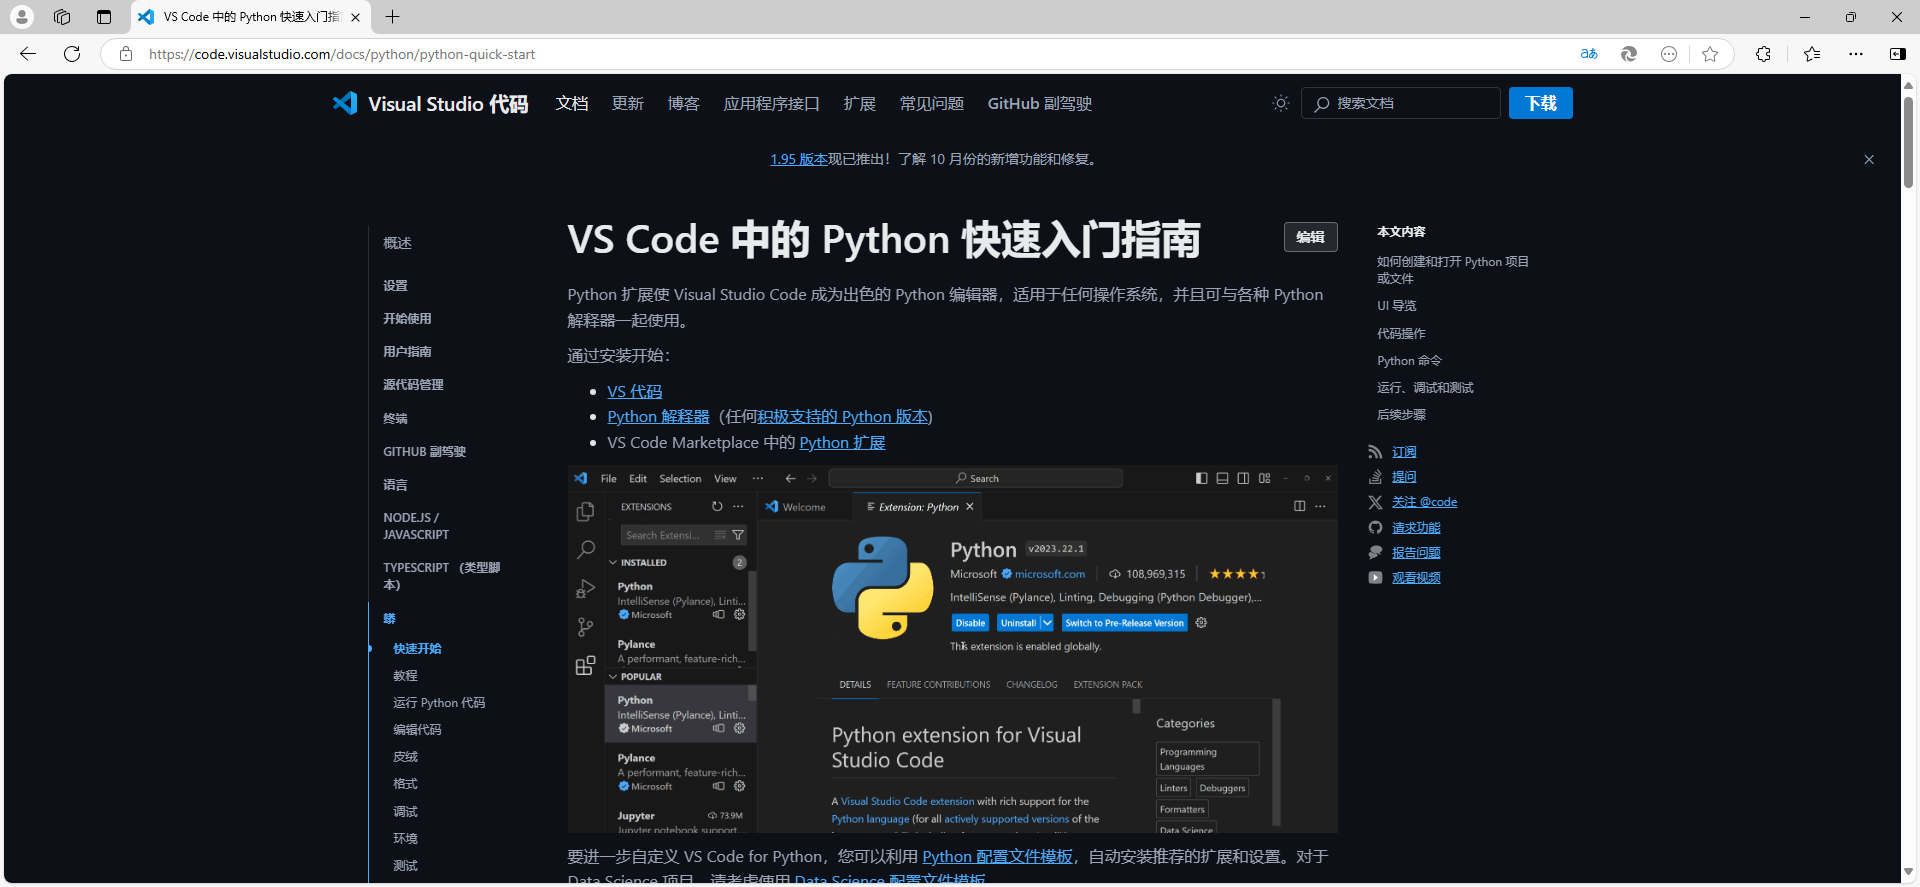 VS Code 中的 Python 快速入门指
https://code.visualstudio.com/docs/python/python-quick-start
Visual Studio 代码
文档
更新
博客
应用程序接口
扩展
常见问题
GitHub 副驾驶
搜索文档
下载
1.95 版本现已推出！了解 10 月份的新增功能和修复。
概述
设置
开始使用
用户指南
源代码管理
终端
GITHUB 副驾驶
语言
NODE.JS /
JAVASCRIPT
TYPESCRIPT （类型脚
本）
蟒
快速开始
教程
运行 Python 代码
编辑代码
皮绒
格式
调试
环境
测试
VS Code 中的 Python 快速入门指南
编辑
Python 扩展使 Visual Studio Code 成为出色的 Python 编辑器，适用于任何操作系统，并且可与各种 Python
解释器一起使用。
通过安装开始：
VS 代码
Python 解释器（任何积极支持的 Python 版本)
VS Code Marketplace 中的 Python 扩展
File Edit Selection View ···
Search
EXTENSIONS
Search Extensi...
INSTALLED 2
Python
IntelliSense (Pylance), Linti...
Microsoft
Pylance
A performant, feature-rich...
POPULAR
Python
IntelliSense (Pylance), Linti...
Microsoft
Pylance
A performant, feature-rich...
Microsoft
Jupyter 73.9M
Jupyter notebook support...
Welcome
Extension: Python
Python v2023.22.1
Microsoft microsoft.com 108,969,315
IntelliSense (Pylance), Linting, Debugging (Python Debugger),...
Disable Uninstall Switch to Pre-Release Version
This extension is enabled globally.
DETAILS FEATURE CONTRIBUTIONS CHANGELOG EXTENSION PACK
Python extension for Visual
Studio Code
A Visual Studio Code extension with rich support for the
Python language (for all actively supported versions of the
Categories
Programming
Languages
Linters Debuggers
Formatters
Data Science
要进一步自定义 VS Code for Python，您可以利用 Python 配置文件模板，自动安装推荐的扩展和设置。对于
Data Science 项目，请考虑使用 Data Science 配置文件模板
本文内容
如何创建和打开 Python 项目
或文件
UI 导览
代码操作
Python 命令
运行、调试和测试
后续步骤
订阅
提问
关注 @code
请求功能
报告问题
观看视频